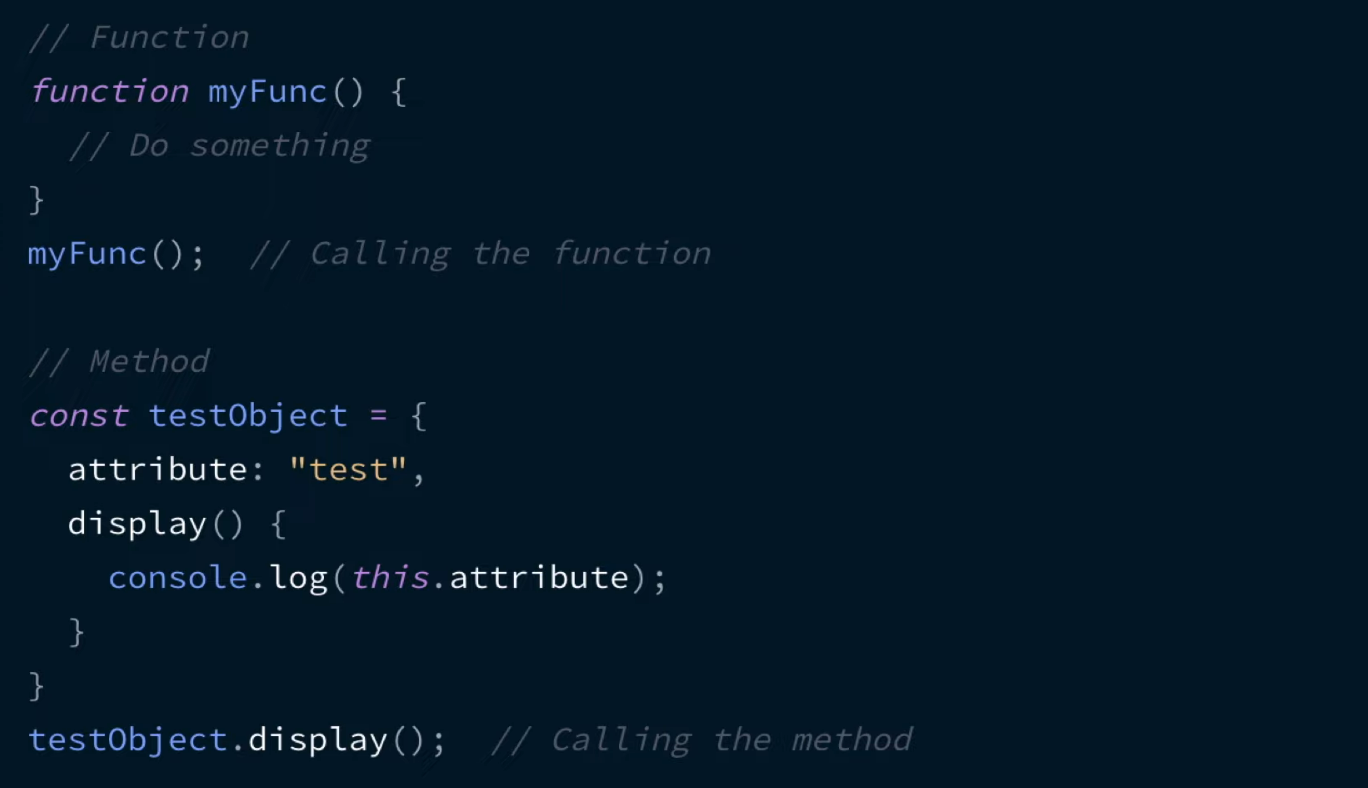 // Function
function myFunc() {
  // Do something
}
myFunc();  // Calling the function

// Method
const testObject = {
  attribute: "test",
  display() {
    console.log(this.attribute);
  }
}
testObject.display();  // Calling the method